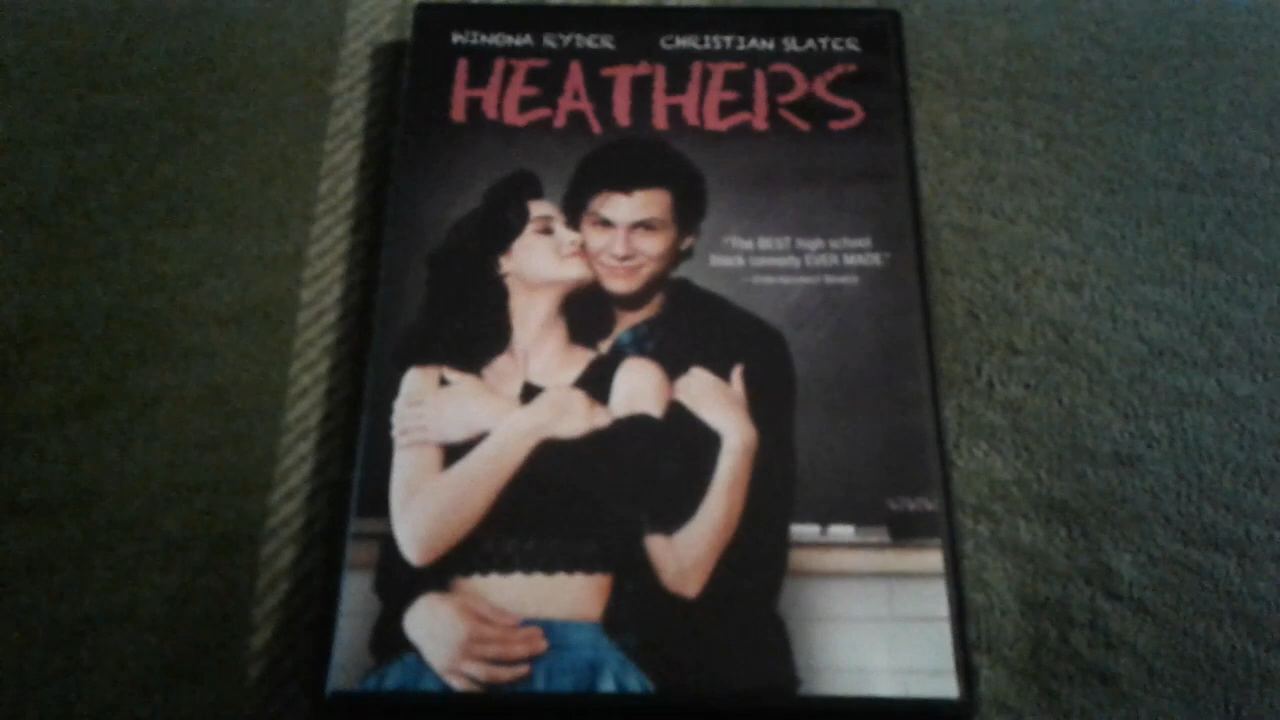 WINONA RYDER CHRISTIAN SLATER
HEATHERS
"The BEST high school
black comedy EVER MADE."